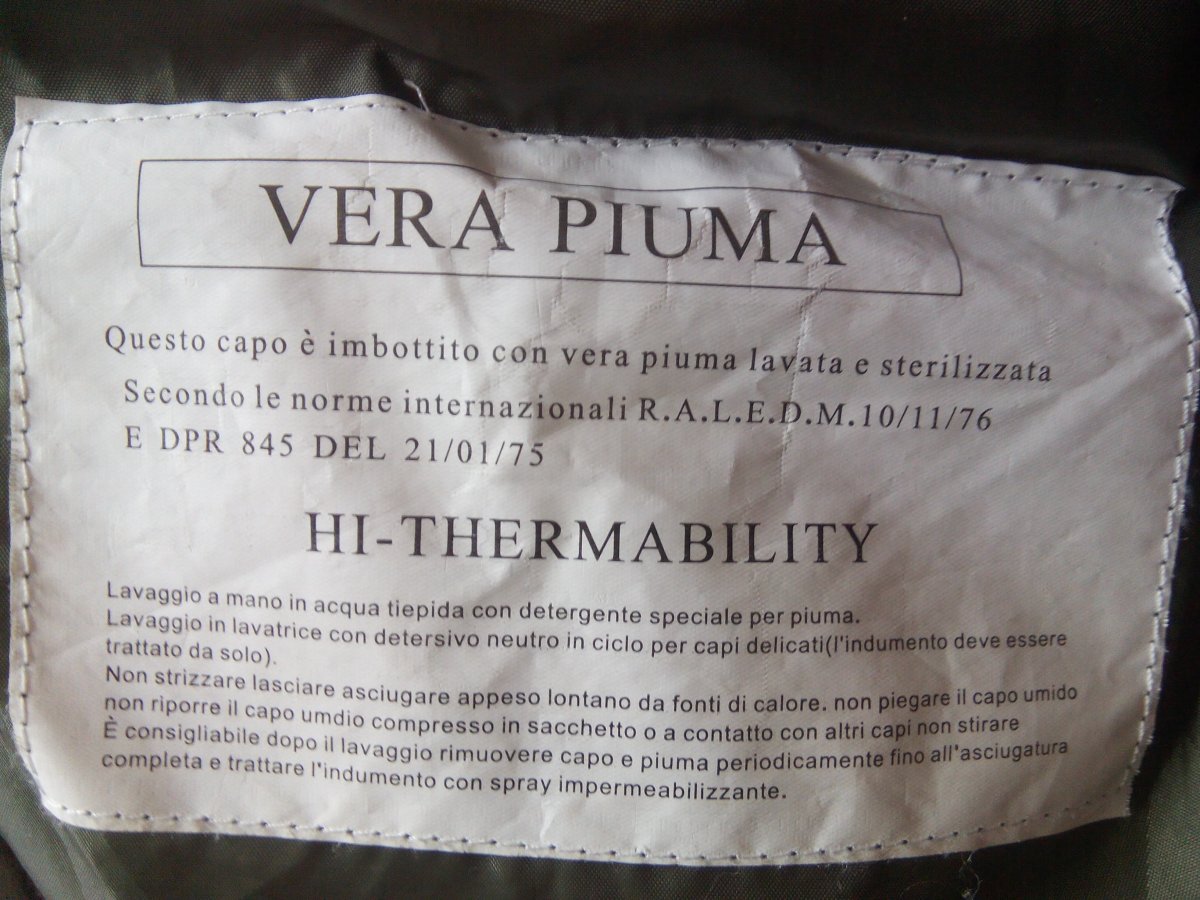 VERA PIUMA
Questo capo è imbottito con vera piuma lavata e sterilizzata
Secondo le norme internazionali R.A.L.E.D.M.10/11/76
E DPR 845 DEL 21/01/75
HI-THERMABILITY
Lavaggio a mano in acqua tiepida con detergente speciale per piuma.
Lavaggio in lavatrice con detersivo neutro in ciclo per capi delicati(l'indumento deve essere
trattato da solo).
Non strizzare lasciare asciugare appeso lontano da fonti di calore. non piegare il capo umido
non riporre il capo umdio compresso in sacchetto o a contatto con altri capi non stirare
È consigliabile dopo il lavaggio rimuovere capo e piuma periodicamente fino all'asciugatura
completa e trattare l'indumento con spray impermeabilizzante.